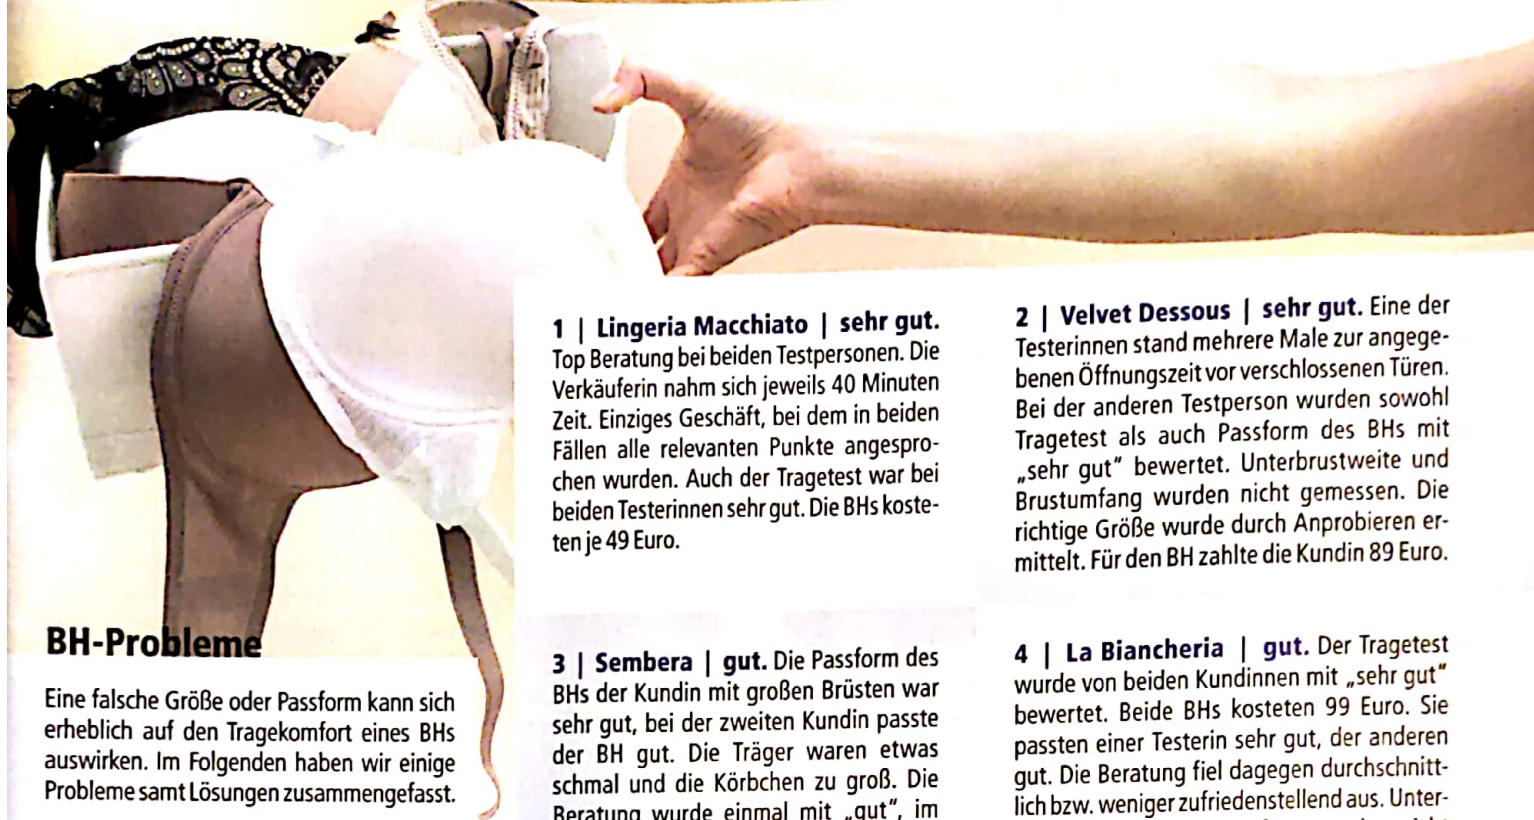 1 | Lingeria Macchiato | sehr gut.
Top Beratung bei beiden Testpersonen. Die
Verkäuferin nahm sich jeweils 40 Minuten
Zeit. Einziges Geschäft, bei dem in beiden
Fällen alle relevanten Punkte angespro-
chen wurden. Auch der Tragetest war bei
beiden Testerinnen sehr gut. Die BHs koste-
ten je 49 Euro.
2 | Velvet Dessous | sehr gut. Eine der
Testerinnen stand mehrere Male zur angege-
benen Öffnungszeit vor verschlossenen Türen.
Bei der anderen Testperson wurden sowohl
Tragetest als auch Passform des BHs mit
„sehr gut“ bewertet. Unterbrustweite und
Brustumfang wurden nicht gemessen. Die
richtige Größe wurde durch Anprobieren er-
mittelt. Für den BH zahlte die Kundin 89 Euro.
BH-Probleme
Eine falsche Größe oder Passform kann sich
erheblich auf den Tragekomfort eines BHs
auswirken. Im Folgenden haben wir einige
Probleme samt Lösungen zusammengefasst.
3 | Sembera | gut. Die Passform des
BHs der Kundin mit großen Brüsten war
sehr gut, bei der zweiten Kundin passte
der BH gut. Die Träger waren etwas
schmal und die Körbchen zu groß. Die
Beratung wurde einmal mit „gut“, im
4 | La Biancheria | gut. Der Tragetest
wurde von beiden Kundinnen mit „sehr gut“
bewertet. Beide BHs kosteten 99 Euro. Sie
passten einer Testerin sehr gut, der anderen
gut. Die Beratung fiel dagegen durchschnitt-
lich bzw. weniger zufriedenstellend aus. Unter-